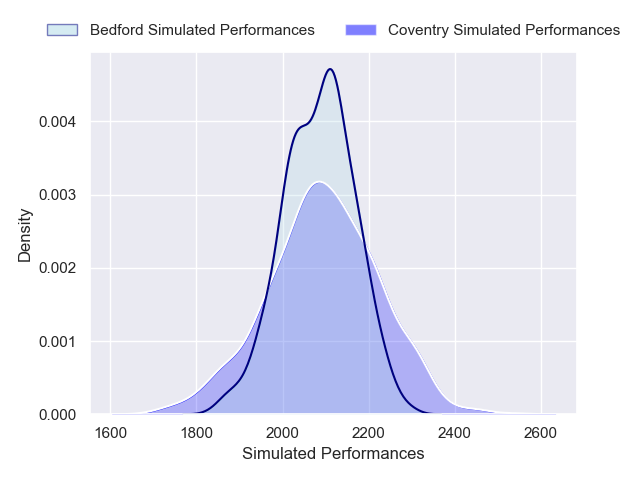 Bedford Simulated Performances
Coventry Simulated Performances
0.004
0.003
0.002
0.001
0.000
Density
1600 1800 2000 2200 2400 2600
Simulated Performances